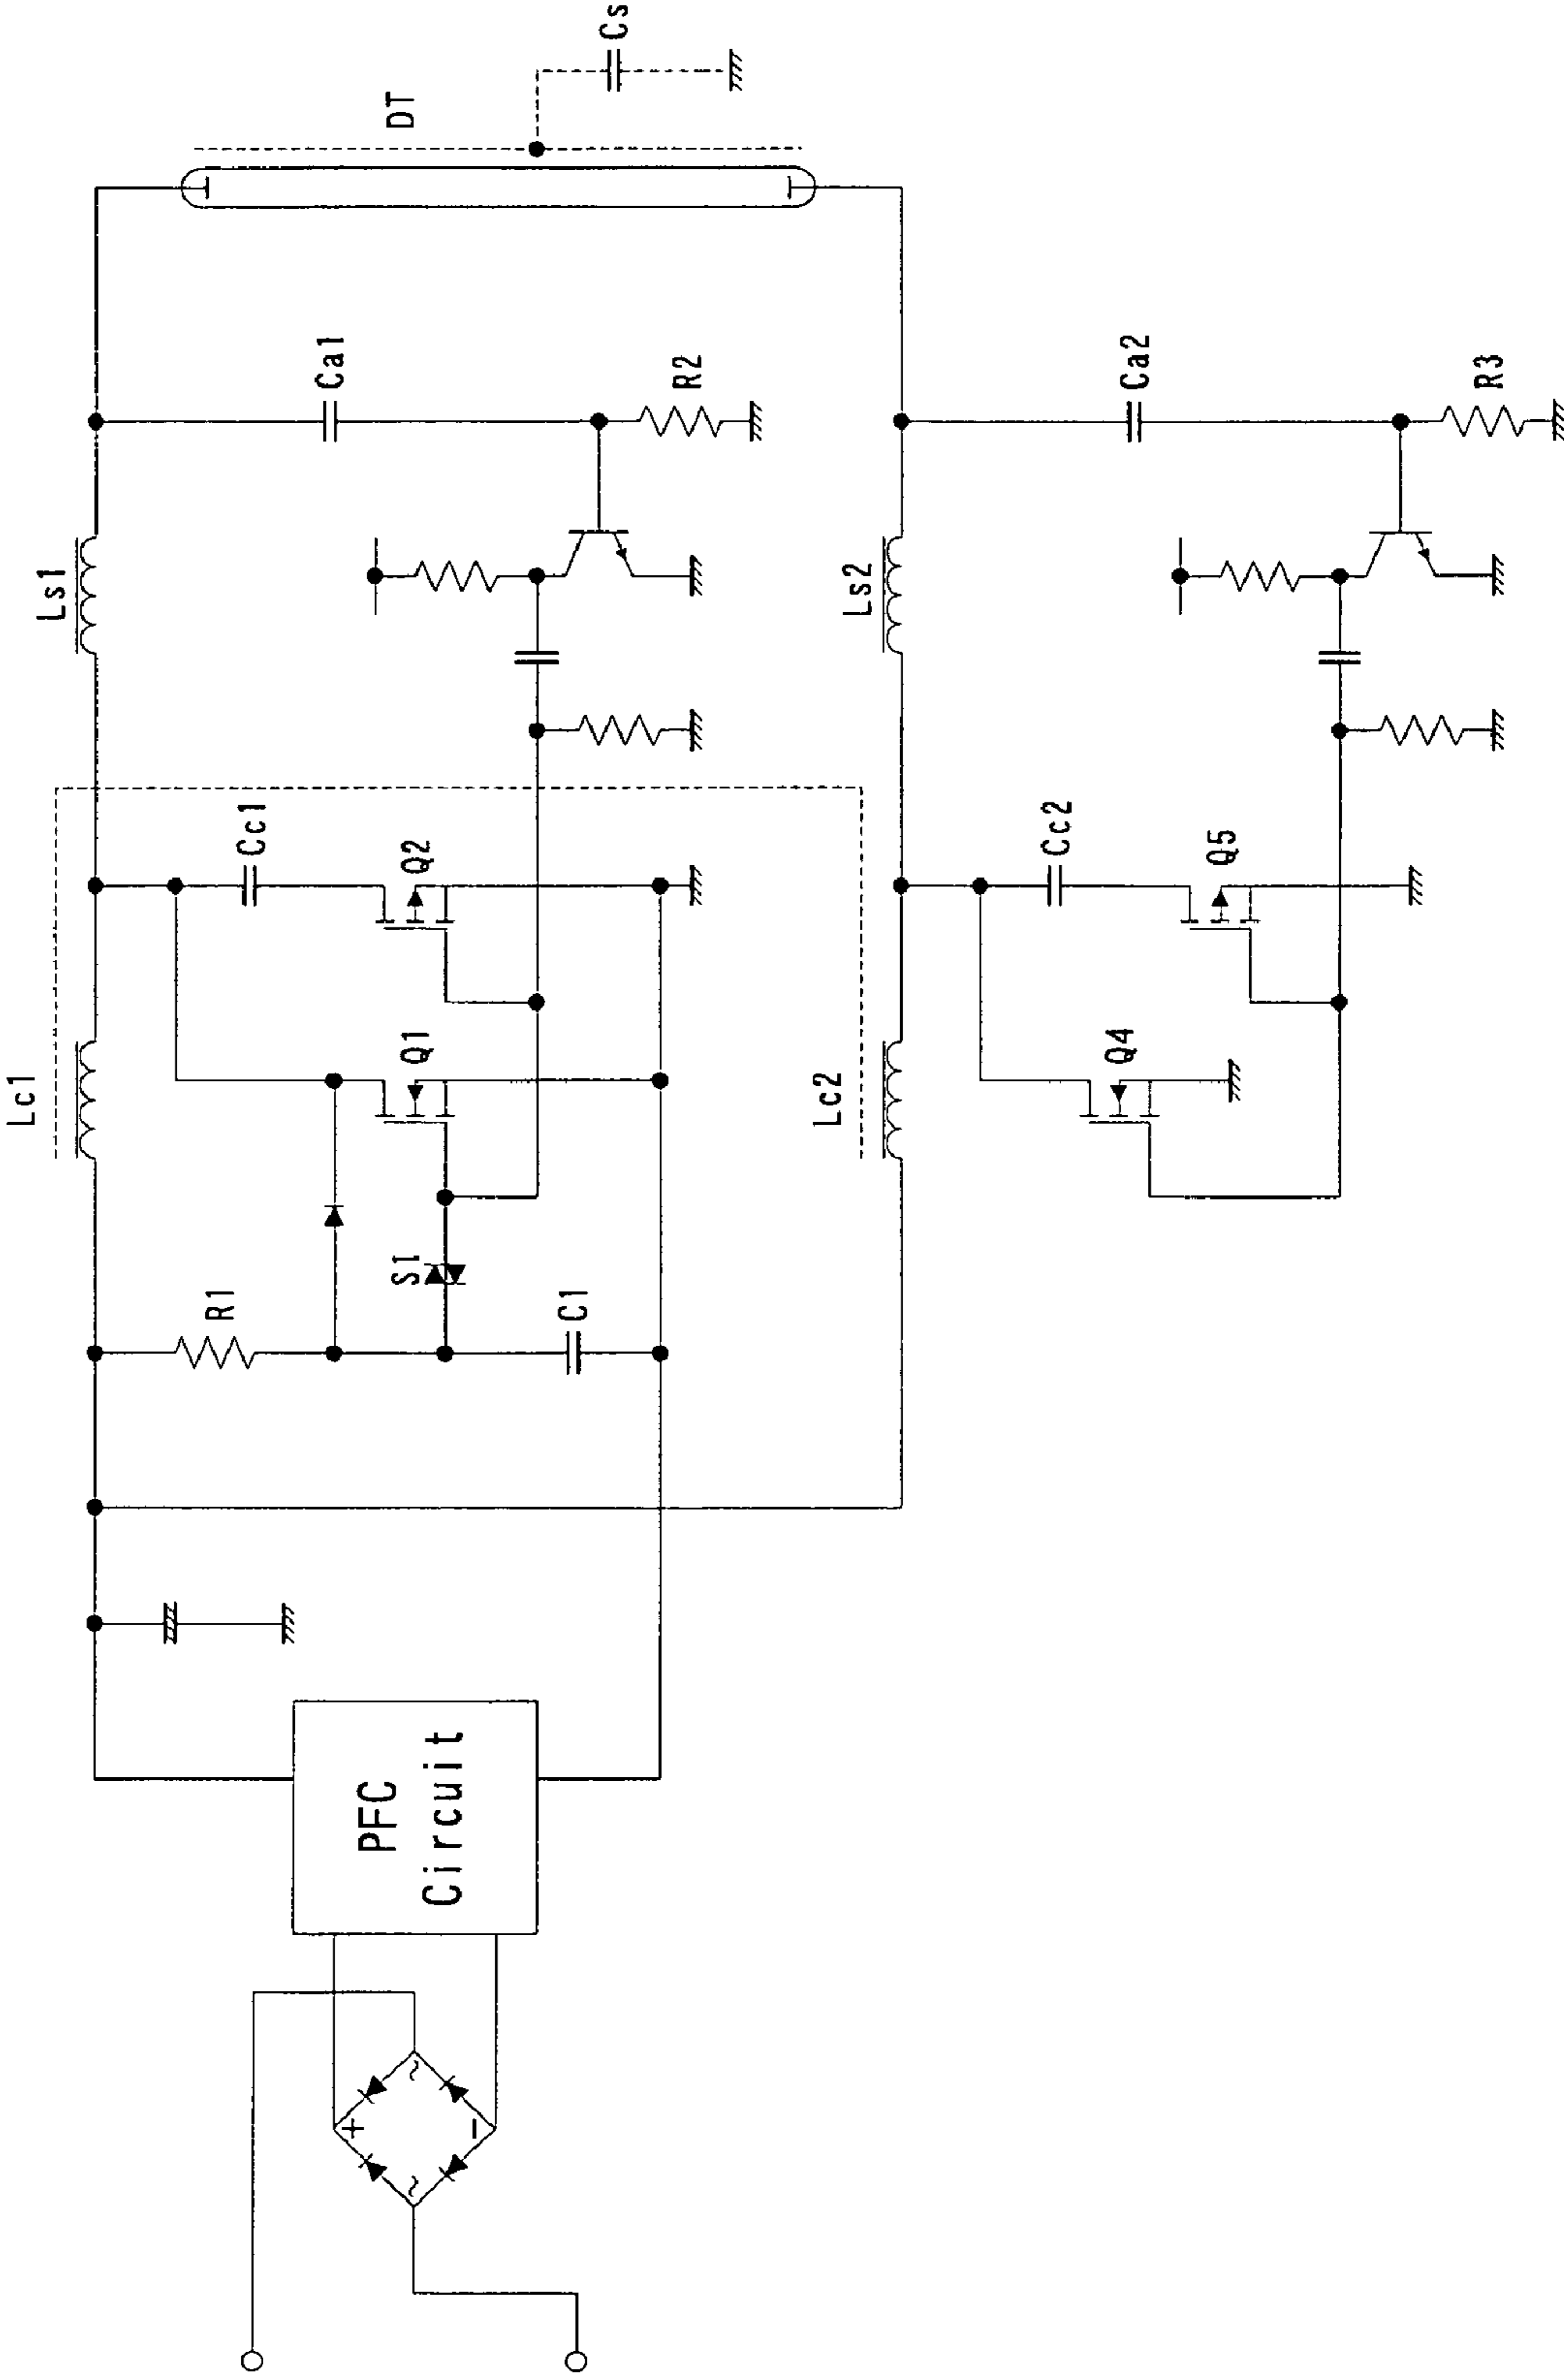 Lc1
Ls1
DT
Cs
R1
S1
C1
Q1
Cc1
Q2
Ca1
R2
PFC
Circuit
+
−
~
~
Lc2
Ls2
Q4
Cc2
Q5
Ca2
R3